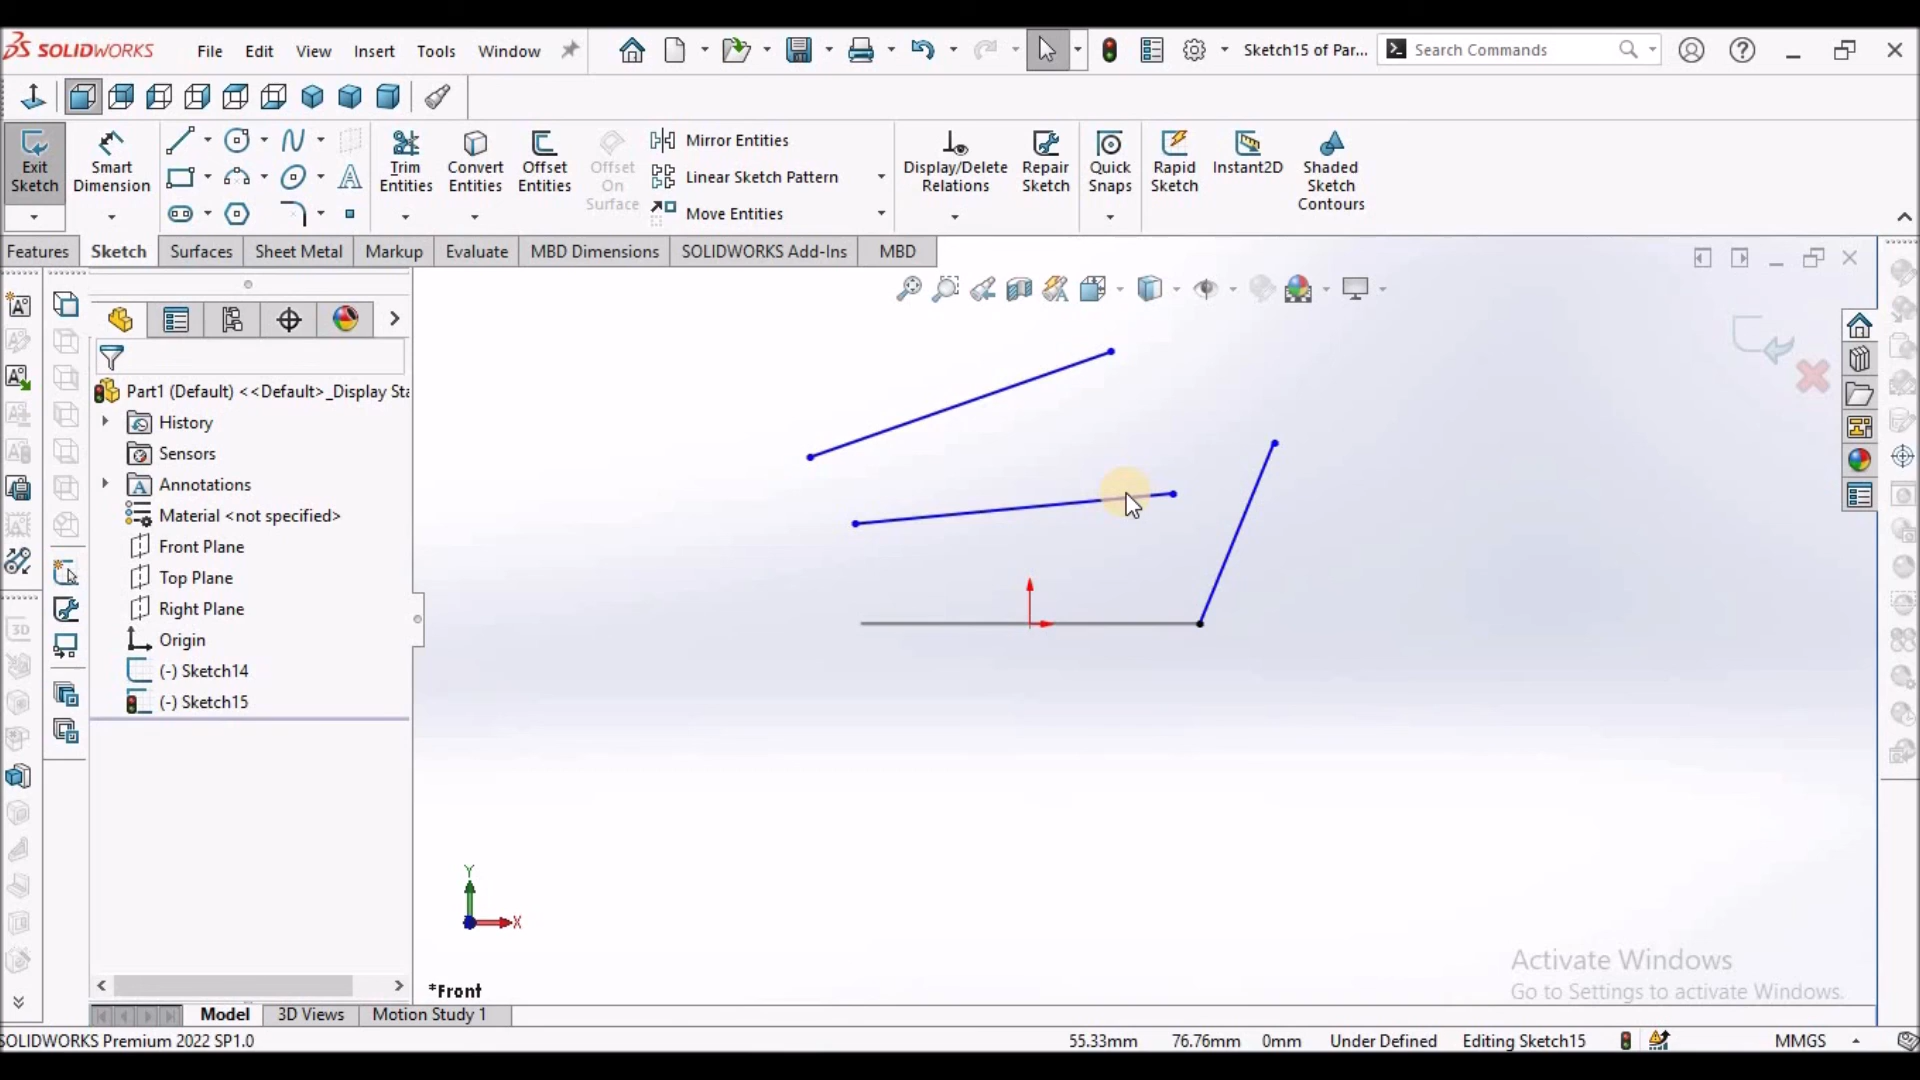 SOLIDWORKS File Edit View Insert Tools Window Sketch15 of Par... Search Commands
Exit Sketch
Smart Dimension
Trim Entities
Convert Entities
Offset Entities
Offset On Surface
Mirror Entities
Linear Sketch Pattern
Move Entities
Display/Delete Relations
Repair Sketch
Quick Snaps
Rapid Sketch
Instant2D
Shaded Sketch Contours
Features Sketch Surfaces Sheet Metal Markup Evaluate MBD Dimensions SOLIDWORKS Add-Ins MBD
Part1 (Default) <<Default>_Display Sta
History
Sensors
Annotations
Material <not specified>
Front Plane
Top Plane
Right Plane
Origin
(-) Sketch14
(-) Sketch15
Y
X
*Front
Activate Windows
Go to Settings to activate Windows.
Model 3D Views Motion Study 1
SOLIDWORKS Premium 2022 SP1.0 55.33mm 76.76mm 0mm Under Defined Editing Sketch15 MMGS